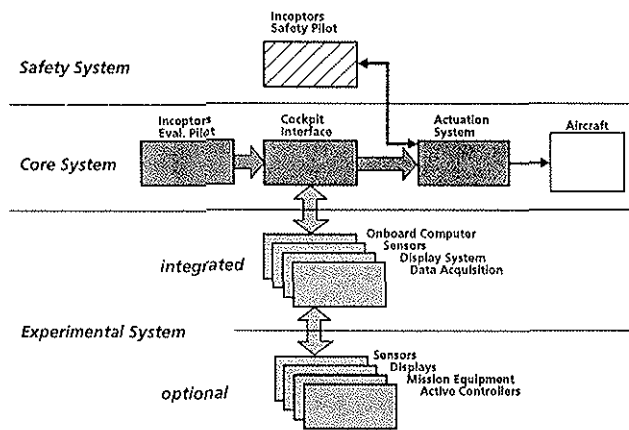 Incoptors
Safety Pilot
Safety System
Incoptors
Eval. Pilot
Cockpit
Interface
Actuation
System
Aircraft
Core System
Onboard Computer
Sensors
Display System
Data Acquisition
integrated
Experimental System
Sensors
Displays
Mission Equipment
Active Controllers
optional